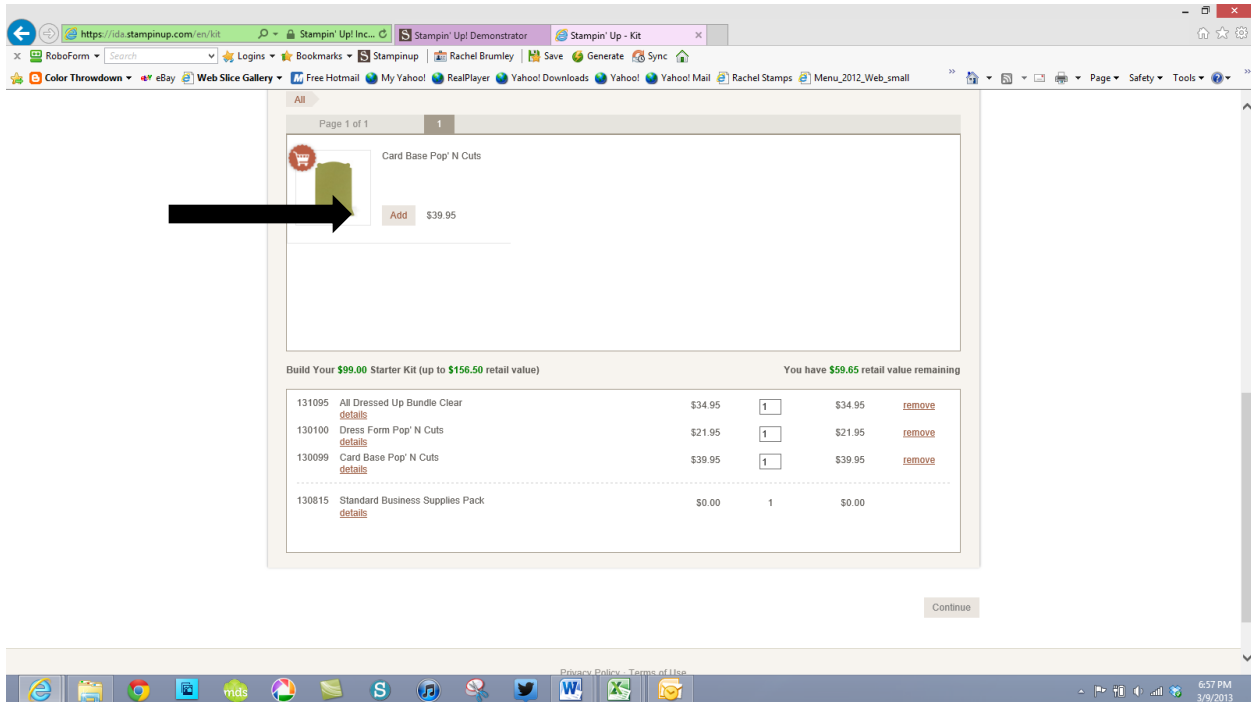 https://ida.stampinup.com/en/kit Stampin' Up! Inc... Stampin' Up! Demonstrator Stampin' Up - Kit
x RoboForm Search Logins Bookmarks Stampinup Rachel Brumley Save Generate Sync
Color Throwdown eBay Web Slice Gallery Free Hotmail My Yahoo! RealPlayer Yahoo! Downloads Yahoo! Yahoo! Mail Rachel Stamps Menu_2012_Web_small » Page Safety Tools »
All
Page 1 of 1 1
Card Base Pop' N Cuts
Add $39.95
Build Your $99.00 Starter Kit (up to $156.50 retail value) You have $59.65 retail value remaining
131095 All Dressed Up Bundle Clear $34.95 1 $34.95 remove
details
130100 Dress Form Pop' N Cuts $21.95 1 $21.95 remove
details
130099 Card Base Pop' N Cuts $39.95 1 $39.95 remove
details
130815 Standard Business Supplies Pack $0.00 1 $0.00
details
Continue
Privacy Policy - Terms of Use
mds S W
6:57 PM
3/9/2013